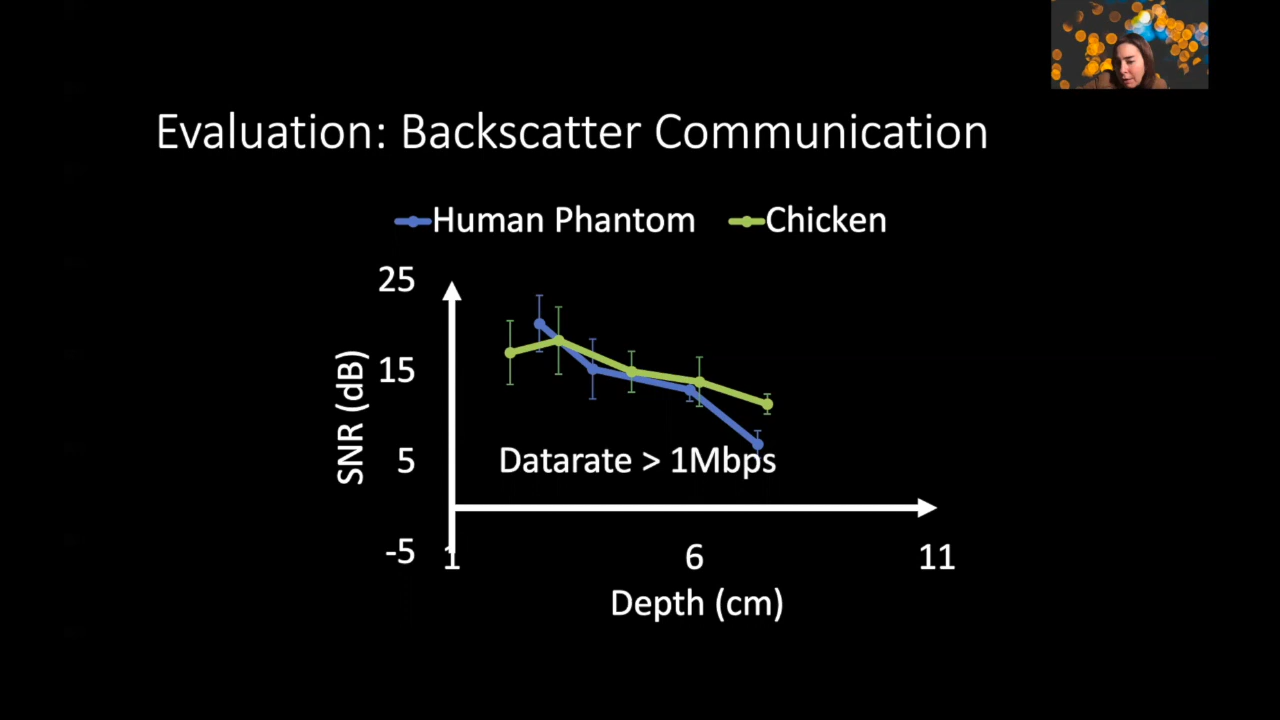 Evaluation: Backscatter Communication
Human Phantom Chicken
25
15
5
-5
SNR (dB)
Datarate > 1Mbps
1 6 11
Depth (cm)